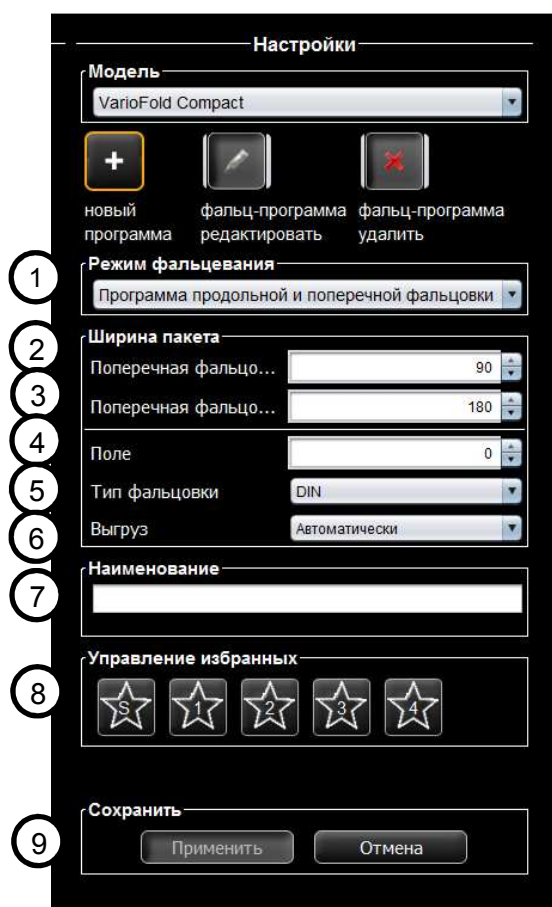 Настройки
Модель
VarioFold Compact
+
новый программа
фальц-программа редактировать
фальц-программа удалить
1
Режим фальцевания
Программа продольной и поперечной фальцовки
2
Ширина пакета
Поперечная фальцо... 90
3
Поперечная фальцо... 180
4
Поле 0
5
Тип фальцовки DIN
6
Выгруз Автоматически
Наименование
7
Управление избранных
8
S 1 2 3 4
Сохранить
9
Применить Отмена